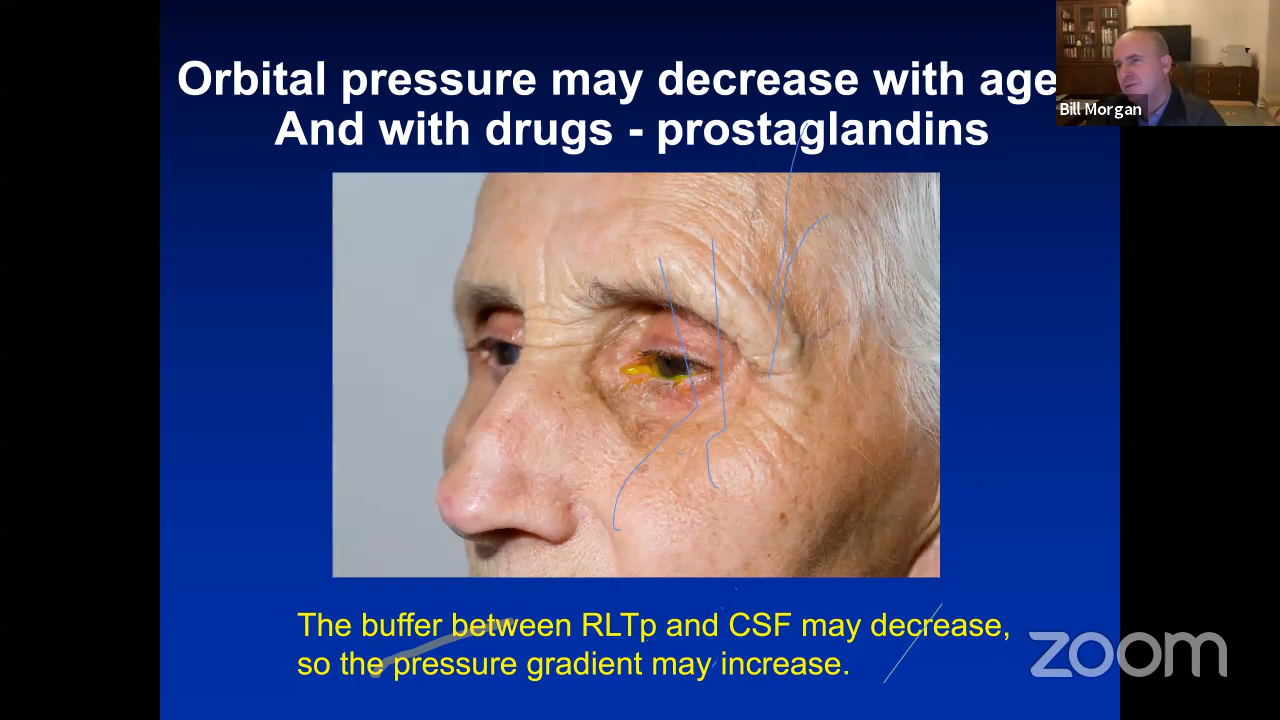 Orbital pressure may decrease with age
And with drugs - prostaglandins
Bill Morgan
The buffer between RLTp and CSF may decrease,
so the pressure gradient may increase.
zoom